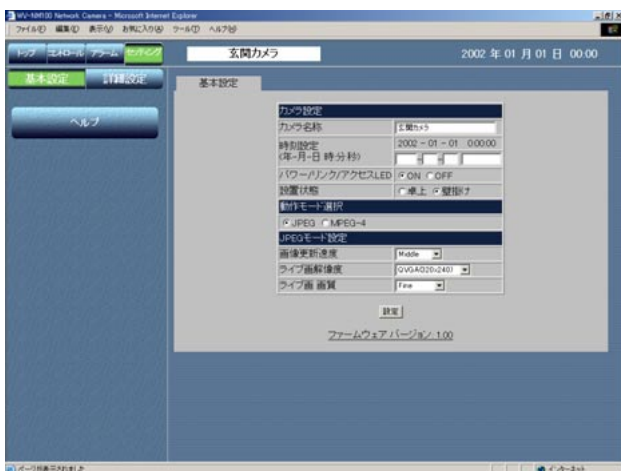 WV-NM100 Network Camera - Microsoft Internet Explorer
ファイル(F) 編集(E) 表示(V) お気に入り(A) ツール(T) ヘルプ(H)
トップ コントロール アラーム セッティング
玄関カメラ
2002 年 01 月 01 日 00:00
基本設定 詳細設定
ヘルプ
基本設定
カメラ設定
カメラ名称 玄関カメラ
時刻設定
(年-月-日 時:分:秒)
2002 - 01 - 01 0:00:00
パワー/リンク/アクセスLED ON OFF
設置状態 卓上 壁掛け
動作モード選択
JPEG MPEG-4
JPEGモード設定
画像更新速度 Middle
ライブ画解像度 QVGA(320x240)
ライブ画 画質 Fine
設定
ファームウェア バージョン: 1.00
ページが表示されました
インターネット